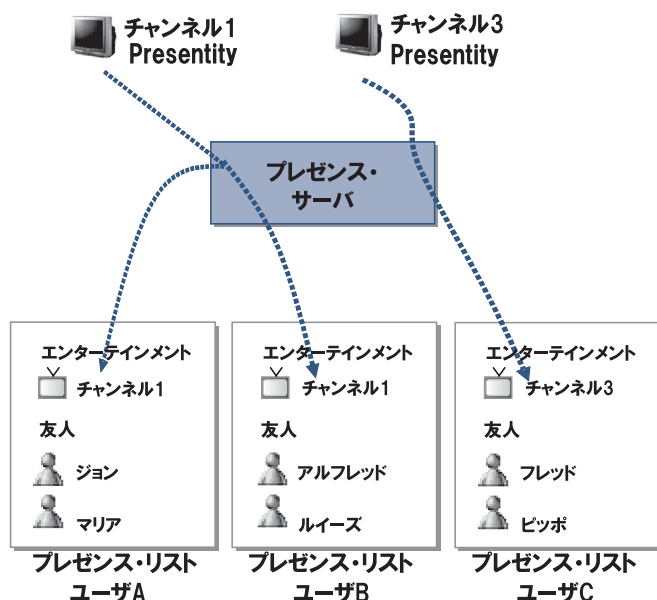 チャンネル1
Presentity
チャンネル3
Presentity
プレゼンス・
サーバ
エンターテインメント
チャンネル1
友人
ジョン
マリア
プレゼンス・リスト
ユーザA
エンターテインメント
チャンネル1
友人
アルフレッド
ルイーズ
プレゼンス・リスト
ユーザB
エンターテインメント
チャンネル3
友人
フレッド
ピッポ
プレゼンス・リスト
ユーザC